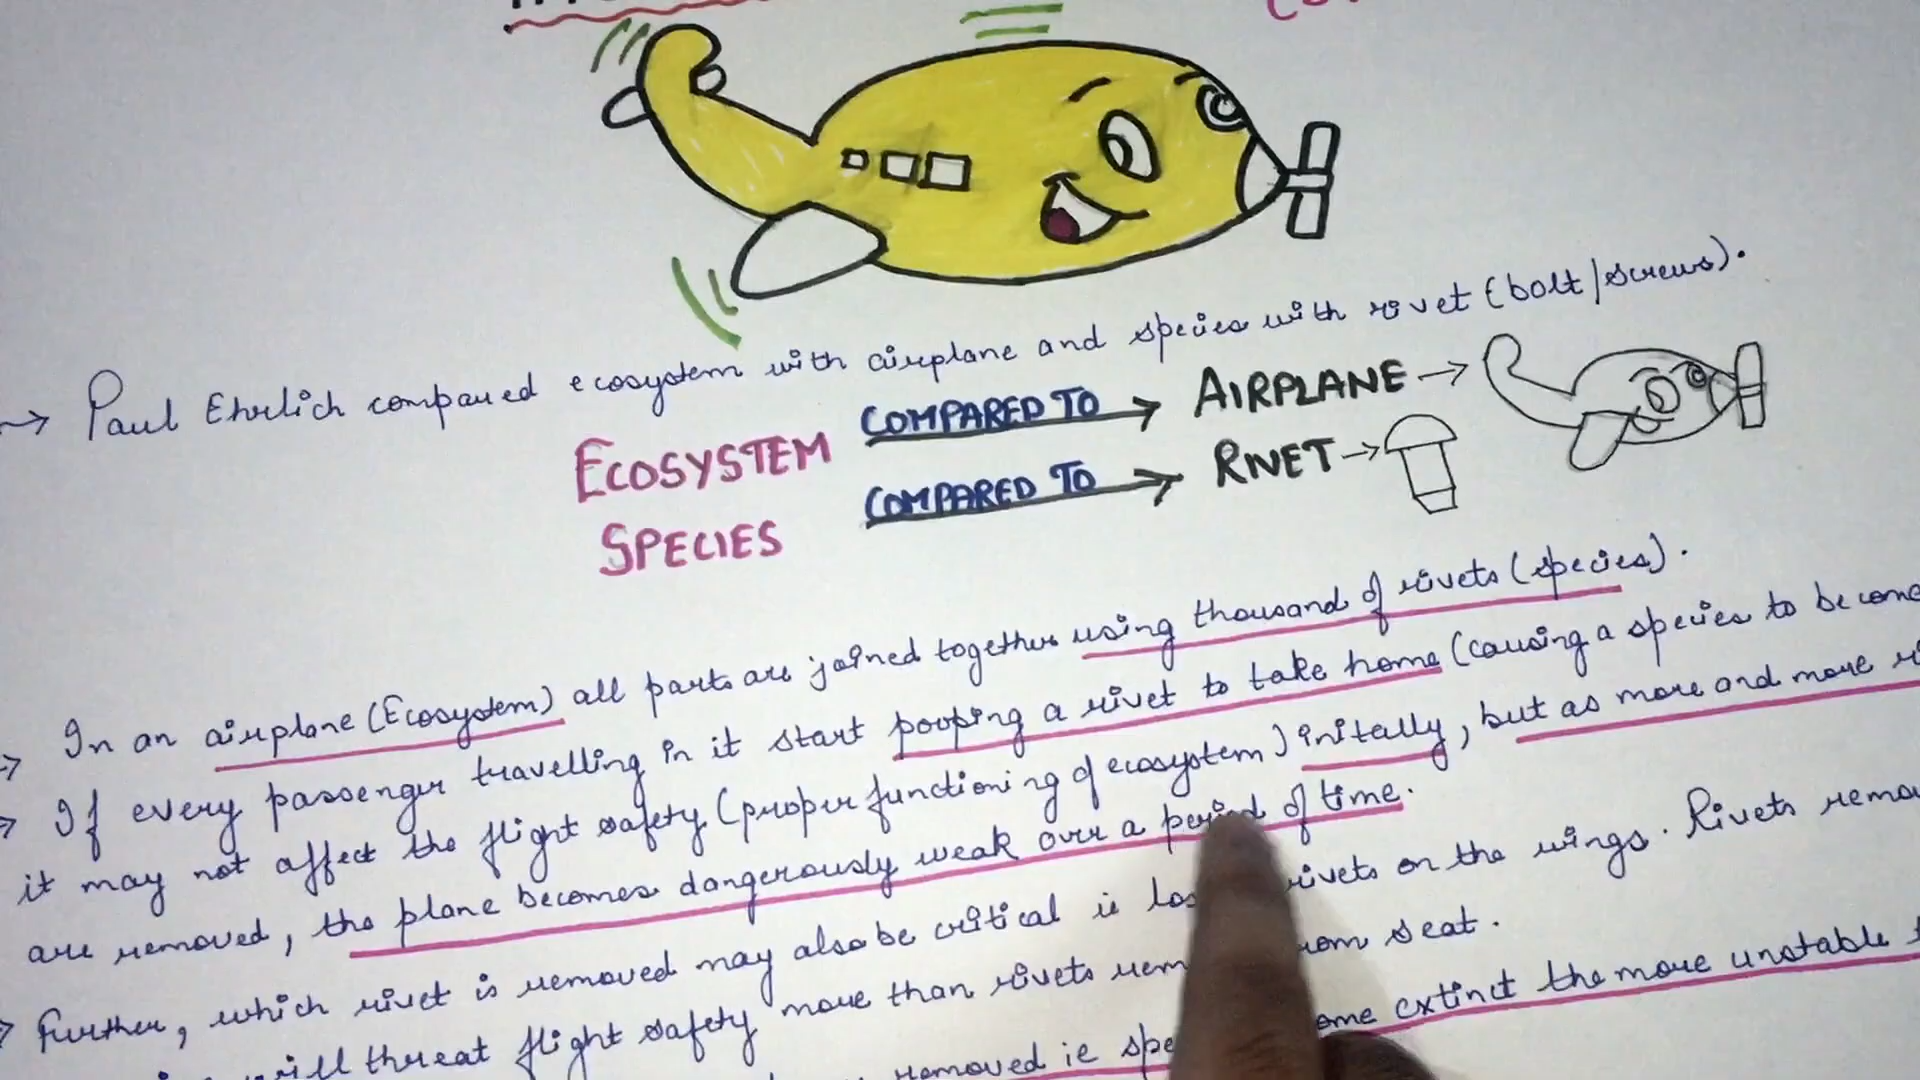 → Paul Ehrlich compared ecosystem with airplane and species with rivet (bolt/screws).
ECOSYSTEM COMPARED TO → AIRPLANE →
SPECIES COMPARED TO → RIVET →
→ In an airplane (Ecosystem) all parts are joined together using thousand of rivets (species).
→ If every passenger travelling in it start pooping a rivet to take home (causing a species to become
it may not affect the flight safety (proper functioning of ecosystem) initally, but as more and more
are removed, the plane becomes dangerously weak over a period of time.
→ Further, which rivet is removed may also be critical ie rivets on the wings. Rivets
will threat flight safety more than rivets from seat.
removed ie extinct the more unstable